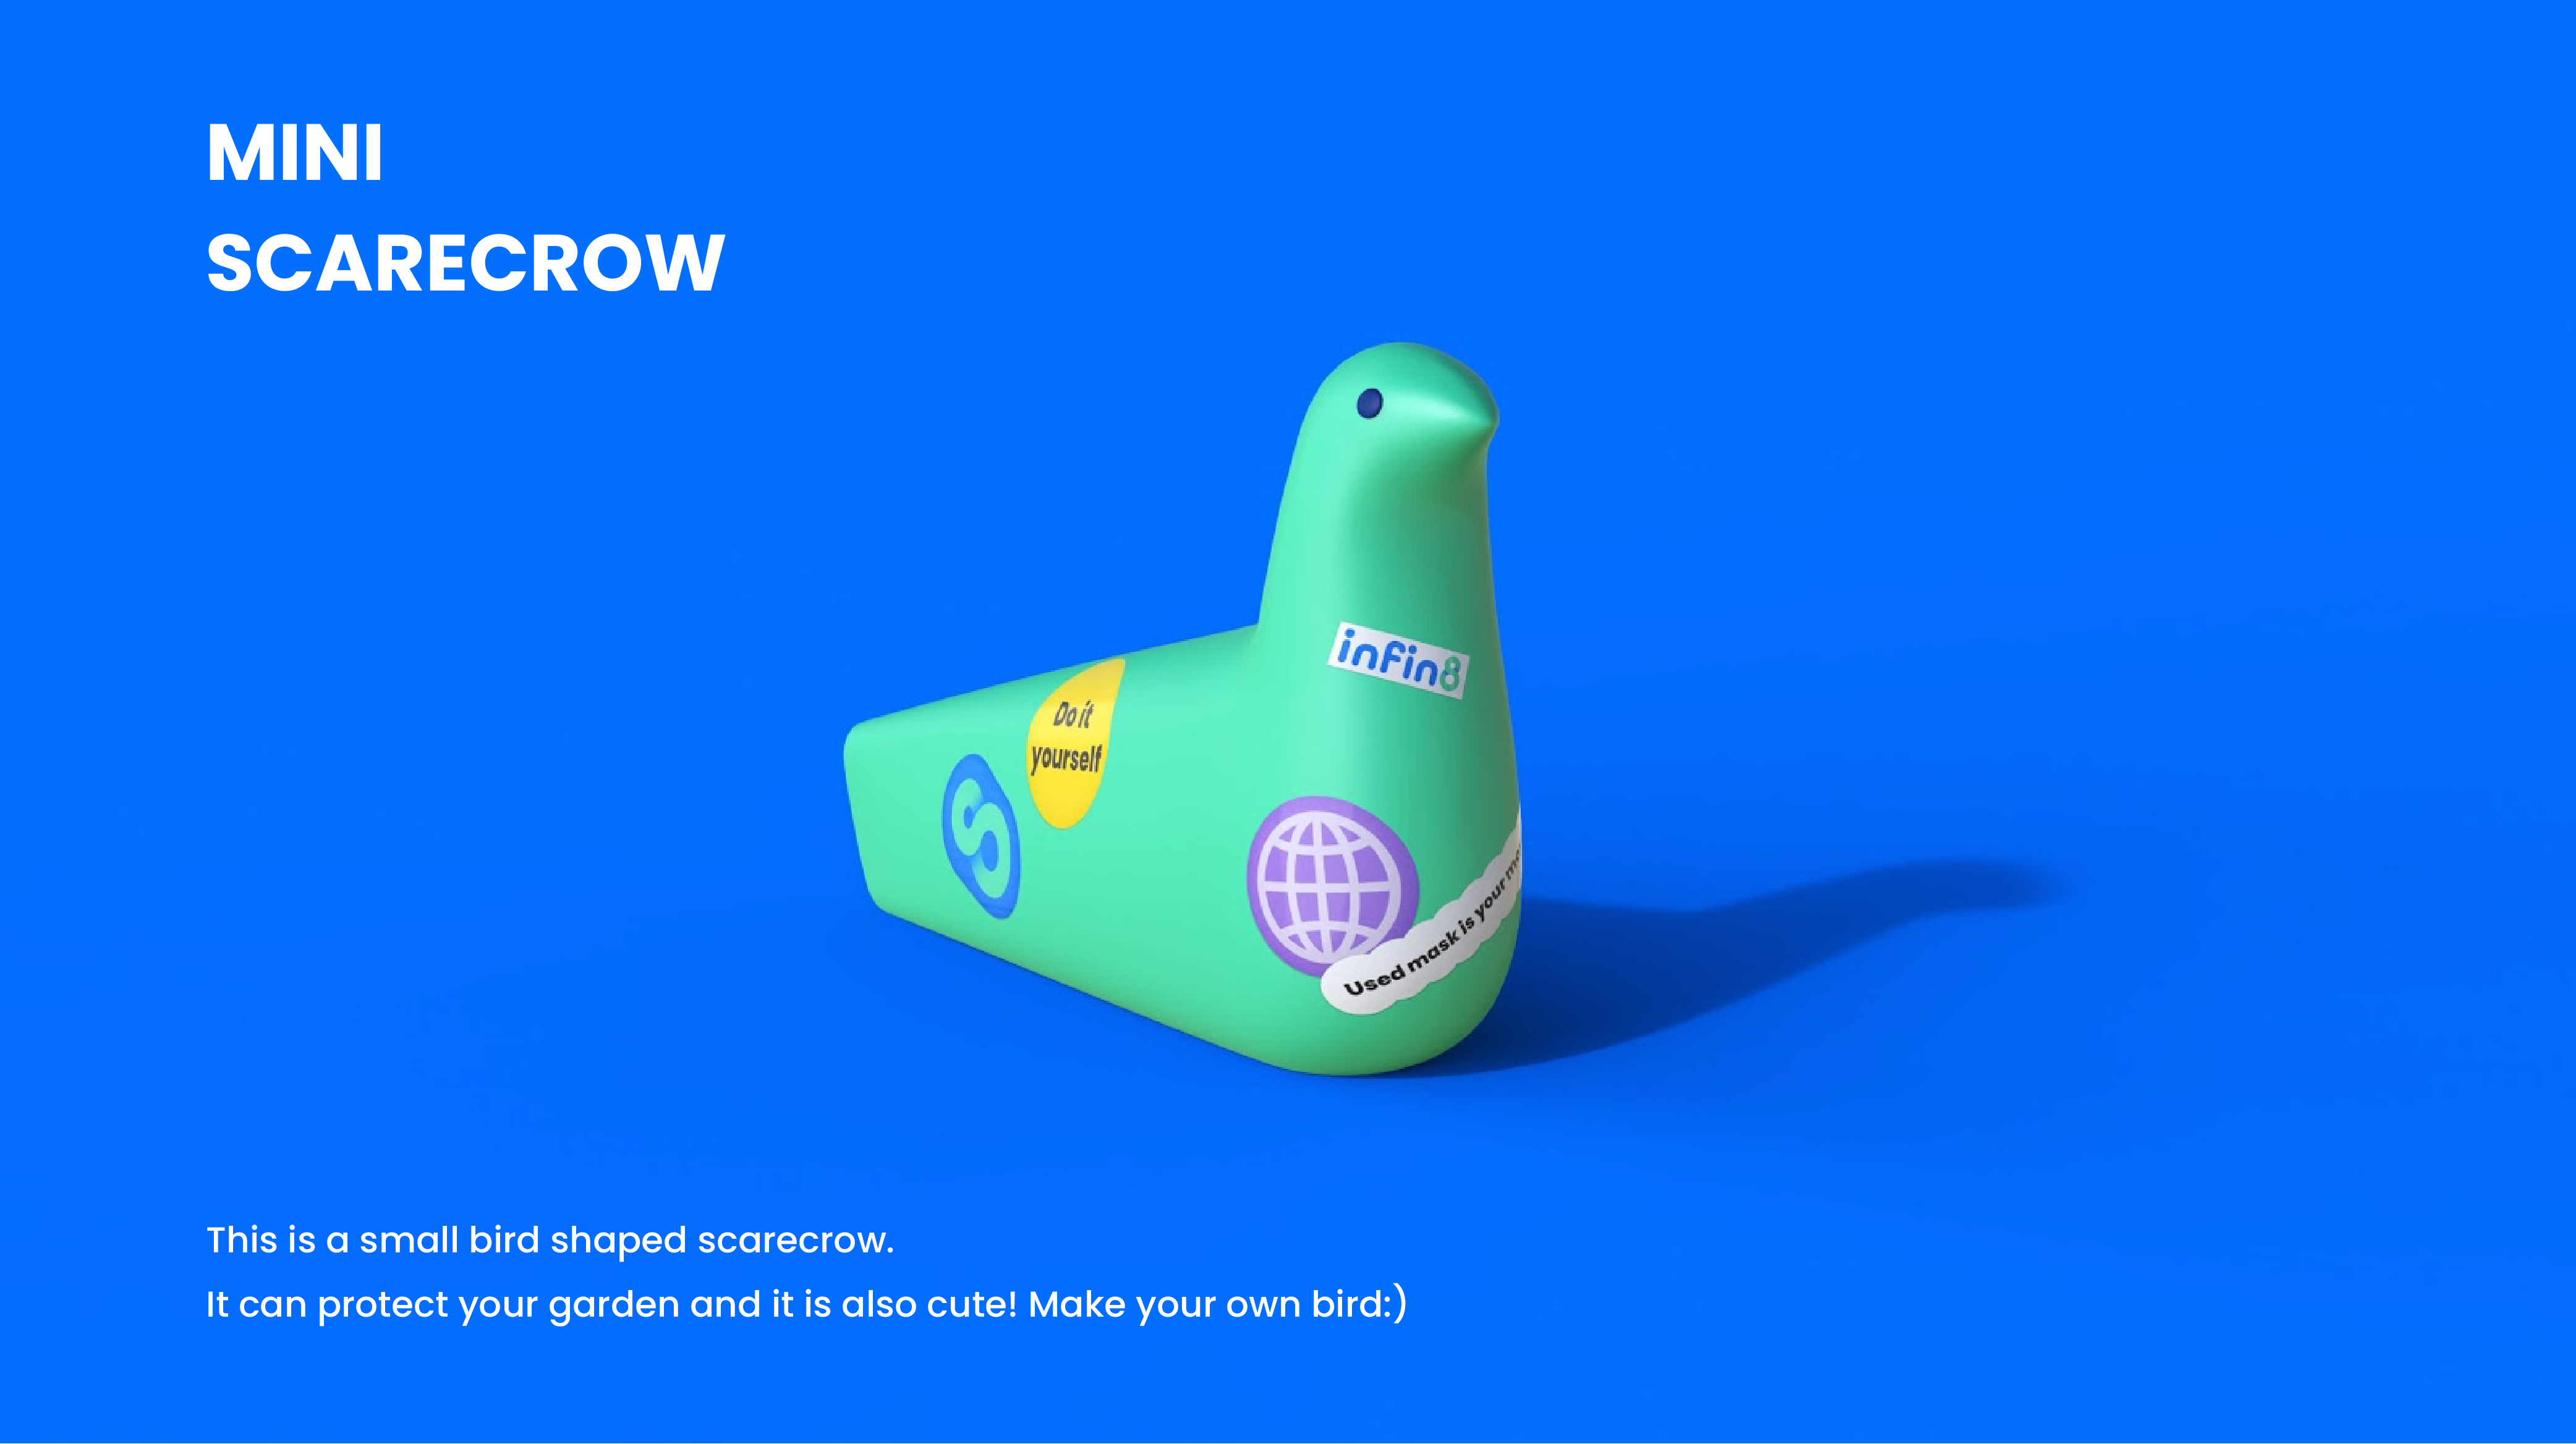 MINI
SCARECROW
infin8
Do it
yourself
Used mask is your
This is a small bird shaped scarecrow.
It can protect your garden and it is also cute! Make your own bird:)